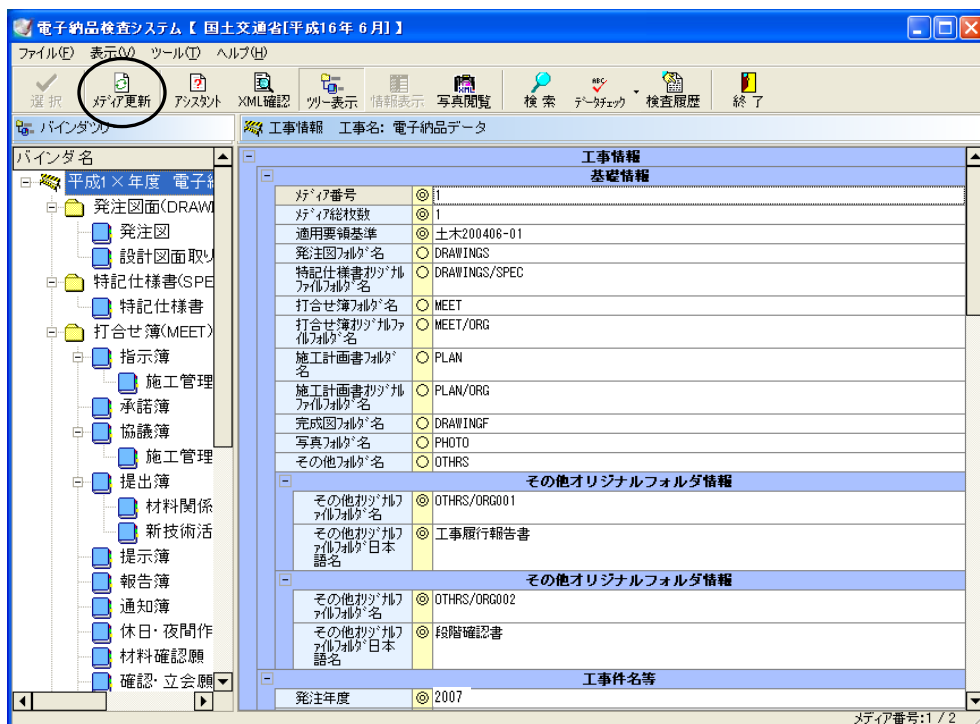 電子納品検査システム【 国土交通省[平成16年 6月] 】
ファイル(F) 表示(V) ツール(T) ヘルプ(H)
選 択 ﾒﾃﾞｨｱ更新 ｱｼｽﾀﾝﾄ XML確認 ﾂﾘｰ表示 情報表示 写真閲覧 検 索 ﾃﾞｰﾀﾁｪｯｸ 検査履歴 終 了
バインダツリー 工事情報 工事名: 電子納品データ
バインダ名
平成1×年度 電子納
発注図面(DRAWI
発注図
設計図面取り
特記仕様書(SPE
特記仕様書
打合せ簿(MEET)
指示簿
施工管理
承諾簿
協議簿
施工管理
提出簿
材料関係
新技術活
提示簿
報告簿
通知簿
休日・夜間作
材料確認願
確認・立会願
工事情報
基礎情報
ﾒﾃﾞｨｱ番号 ◎ 1
ﾒﾃﾞｨｱ総枚数 ◎ 1
適用要領基準 ◎ 土木200406-01
発注図ﾌｫﾙﾀﾞ名 ○ DRAWINGS
特記仕様書ｵﾘｼﾞﾅﾙ ○ DRAWINGS/SPEC
ﾌｧｲﾙﾌｫﾙﾀﾞ名
打合せ簿ﾌｫﾙﾀﾞ名 ○ MEET
打合せ簿ｵﾘｼﾞﾅﾙﾌｧ ○ MEET/ORG
ｲﾙﾌｫﾙﾀﾞ名
施工計画書ﾌｫﾙﾀﾞ ○ PLAN
名
施工計画書ｵﾘｼﾞﾅﾙ ○ PLAN/ORG
ﾌｧｲﾙﾌｫﾙﾀﾞ名
完成図ﾌｫﾙﾀﾞ名 ○ DRAWINGF
写真ﾌｫﾙﾀﾞ名 ○ PHOTO
その他ﾌｫﾙﾀﾞ名 ○ OTHRS
その他オリジナルフォルダ情報
その他ｵﾘｼﾞﾅﾙﾌ ◎ OTHRS/ORG001
ｧｲﾙﾌｫﾙﾀﾞ名
その他ｵﾘｼﾞﾅﾙﾌ ◎ 工事履行報告書
ｧｲﾙﾌｫﾙﾀﾞ日本
語名
その他オリジナルフォルダ情報
その他ｵﾘｼﾞﾅﾙﾌ ◎ OTHRS/ORG002
ｧｲﾙﾌｫﾙﾀﾞ名
その他ｵﾘｼﾞﾅﾙﾌ ◎ 段階確認書
ｧｲﾙﾌｫﾙﾀﾞ日本
語名
工事件名等
発注年度 ◎ 2007
メディア番号:1 / 2